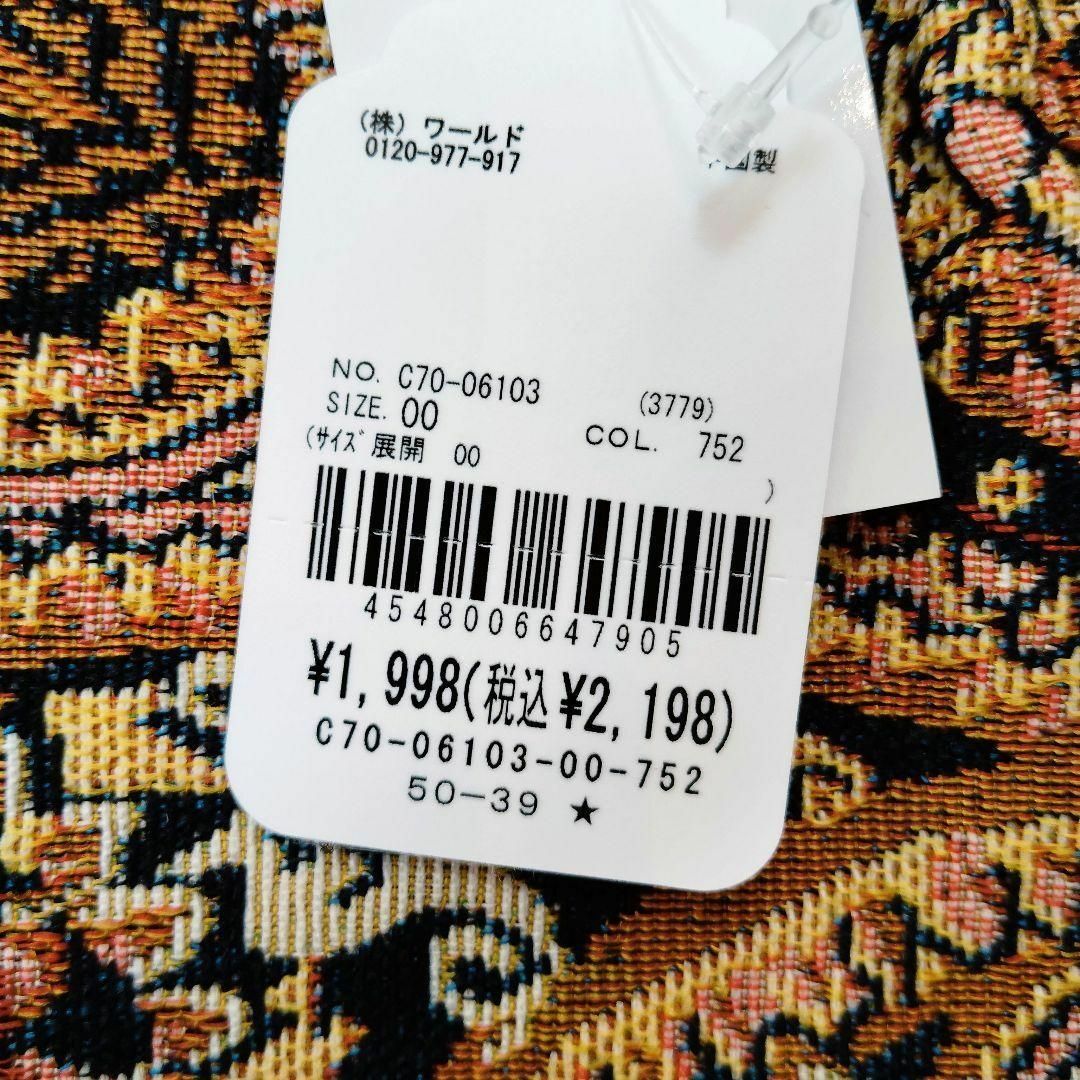 (株) ワールド
0120-977-917
国製
NO. C70-06103 (3779)
SIZE. 00 COL. 752
(サイズ展開 00 )
4548006647905
¥1,998(税込¥2,198)
C70-06103-00-752
50-39 ★